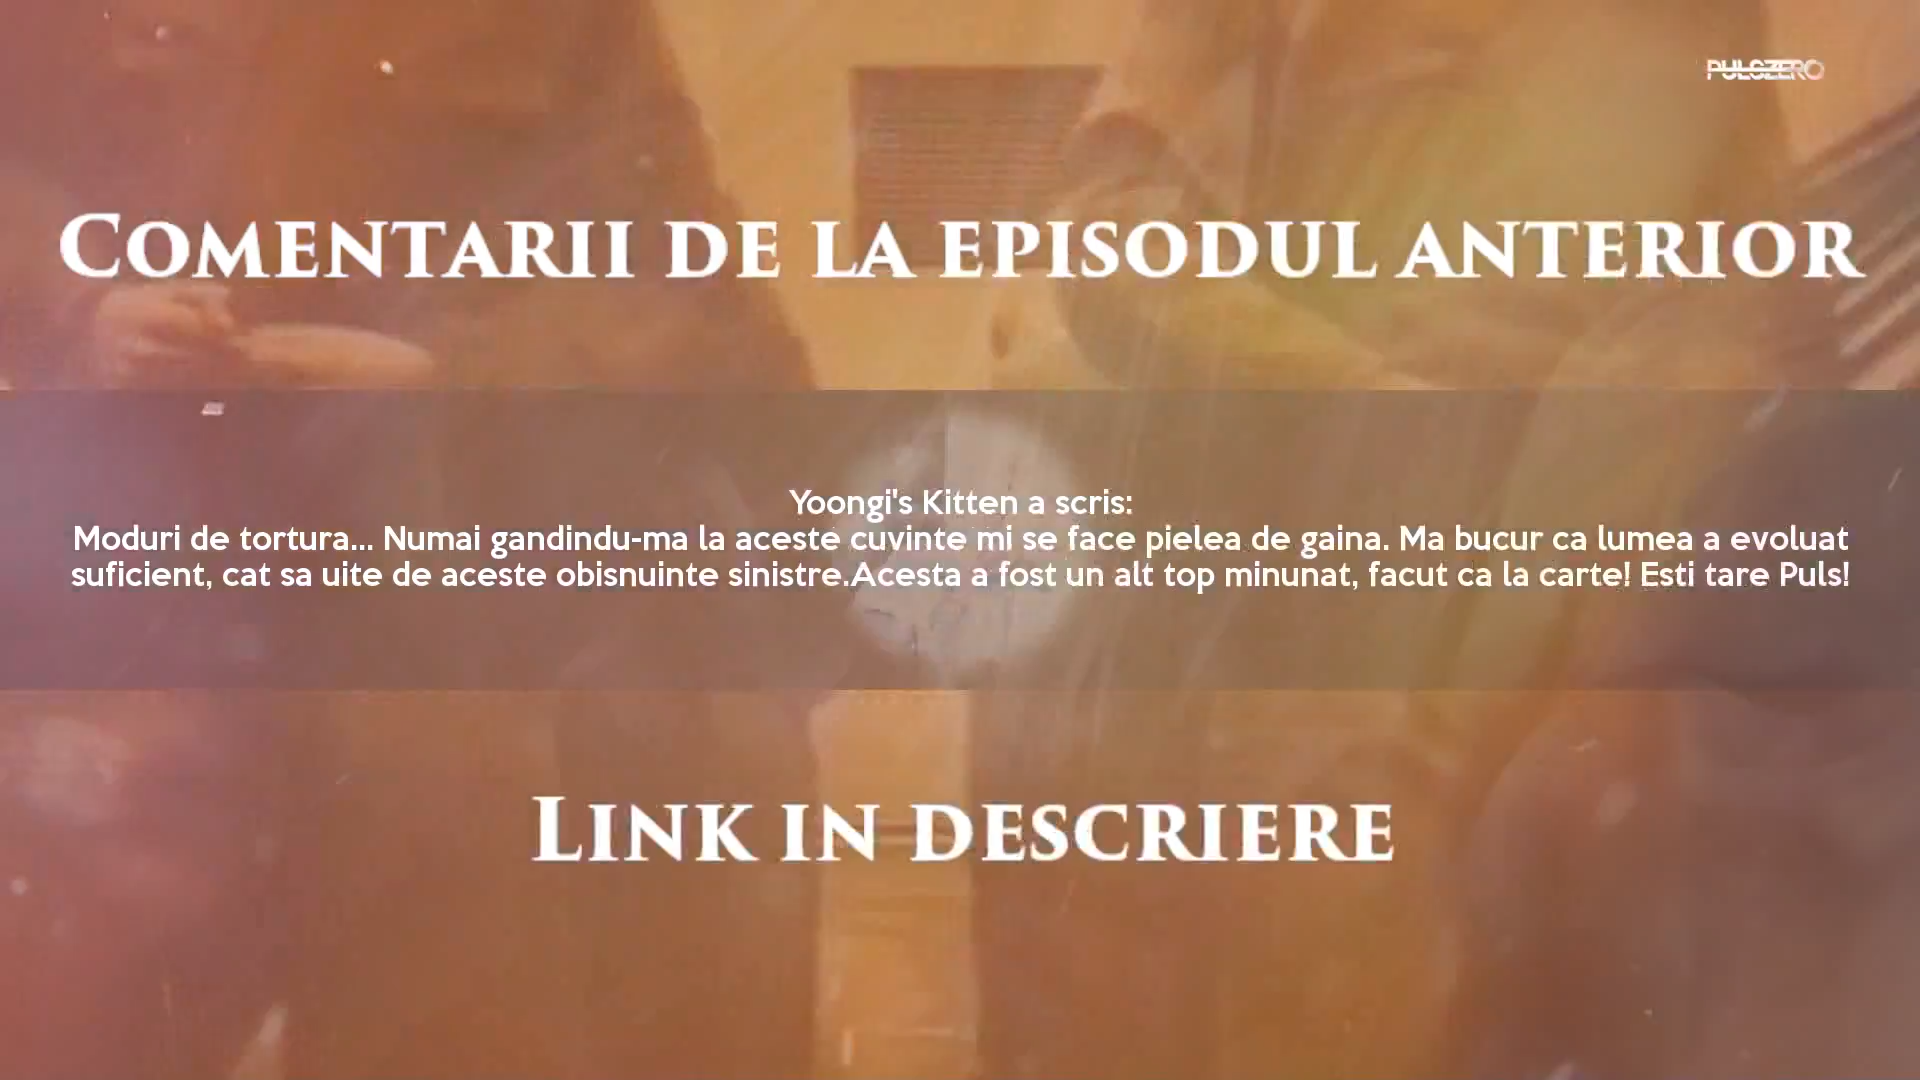 PULSZERO
COMENTARII DE LA EPISODUL ANTERIOR
Yoongi's Kitten a scris:
Moduri de tortura... Numai gandindu-ma la aceste cuvinte mi se face pielea de gaina. Ma bucur ca lumea a evoluat
suficient, cat sa uite de aceste obisnuinte sinistre.Acesta a fost un alt top minunat, facut ca la carte! Esti tare Puls!
LINK IN DESCRIERE